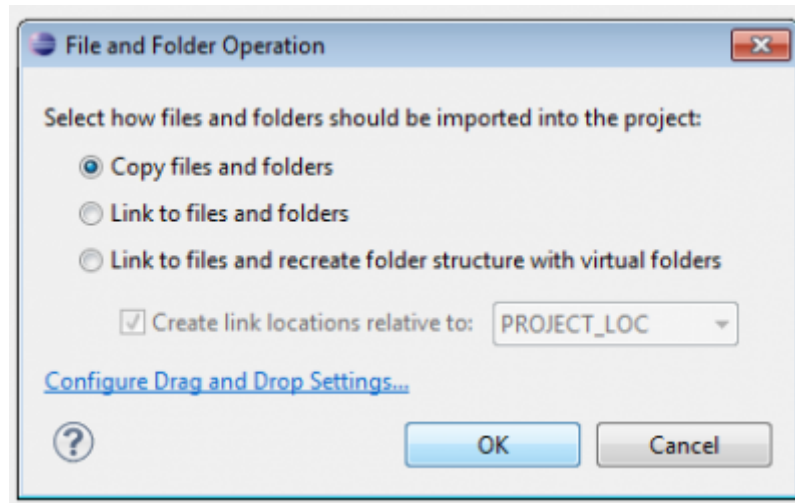 File and Folder Operation
Select how files and folders should be imported into the project:
Copy files and folders
Link to files and folders
Link to files and recreate folder structure with virtual folders
Create link locations relative to: PROJECT_LOC
Configure Drag and Drop Settings...
? OK Cancel